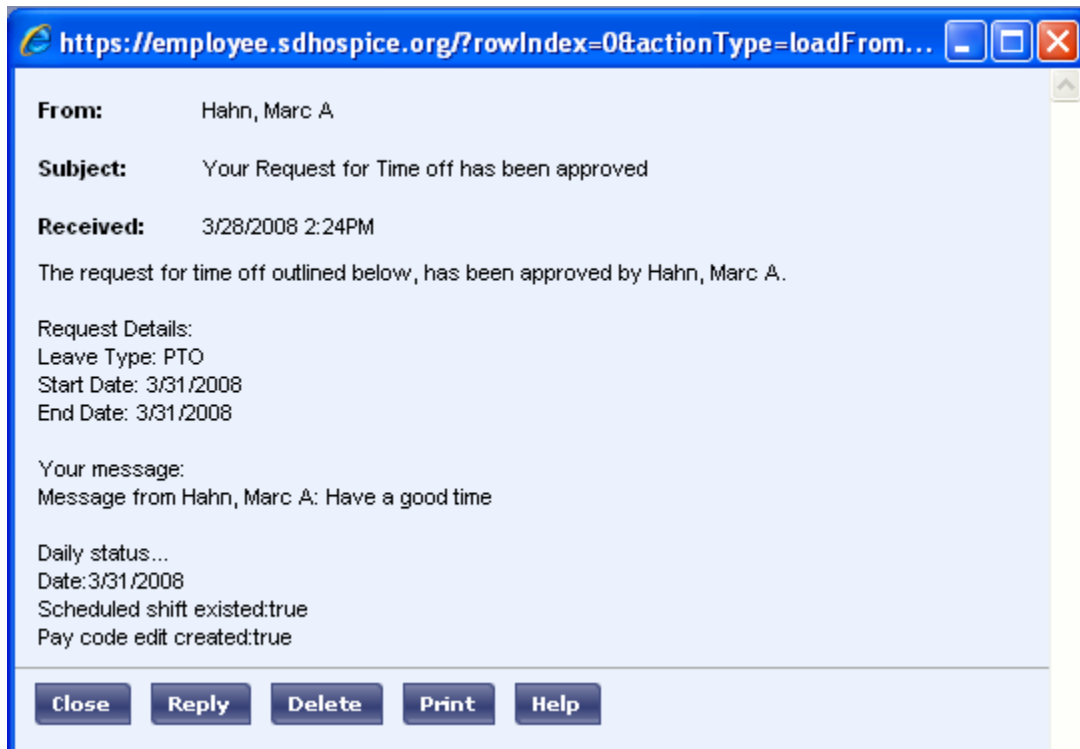 https://employee.sdhospice.org/?rowIndex=0&actionType=loadFrom...
From: Hahn, Marc A
Subject: Your Request for Time off has been approved
Received: 3/28/2008 2:24PM
The request for time off outlined below, has been approved by Hahn, Marc A.
Request Details:
Leave Type: PTO
Start Date: 3/31/2008
End Date: 3/31/2008
Your message:
Message from Hahn, Marc A: Have a good time
Daily status...
Date:3/31/2008
Scheduled shift existed:true
Pay code edit created:true
Close Reply Delete Print Help